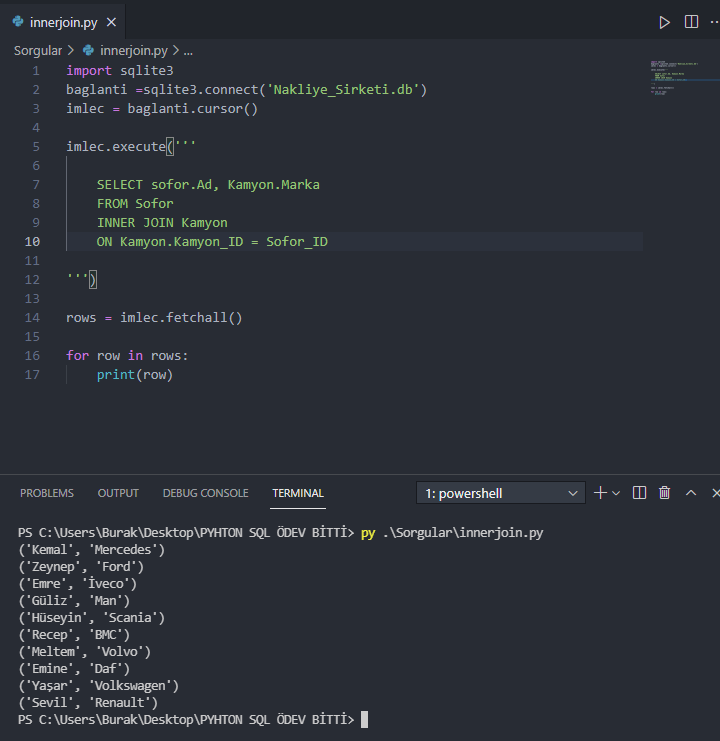 innerjoin.py
Sorgular > innerjoin.py > ...
1 import sqlite3
2 baglanti =sqlite3.connect('Nakliye_Sirketi.db')
3 imlec = baglanti.cursor()
4
5 imlec.execute('''
6
7 SELECT sofor.Ad, Kamyon.Marka
8 FROM Sofor
9 INNER JOIN Kamyon
10 ON Kamyon.Kamyon_ID = Sofor_ID
11
12 ''')
13
14 rows = imlec.fetchall()
15
16 for row in rows:
17 print(row)
PROBLEMS OUTPUT DEBUG CONSOLE TERMINAL 1: powershell
PS C:\Users\Burak\Desktop\PYHTON SQL ÖDEV BİTTİ> py .\Sorgular\innerjoin.py
('Kemal', 'Mercedes')
('Zeynep', 'Ford')
('Emre', 'İveco')
('Güliz', 'Man')
('Hüseyin', 'Scania')
('Recep', 'BMC')
('Meltem', 'Volvo')
('Emine', 'Daf')
('Yaşar', 'Volkswagen')
('Sevil', 'Renault')
PS C:\Users\Burak\Desktop\PYHTON SQL ÖDEV BİTTİ>